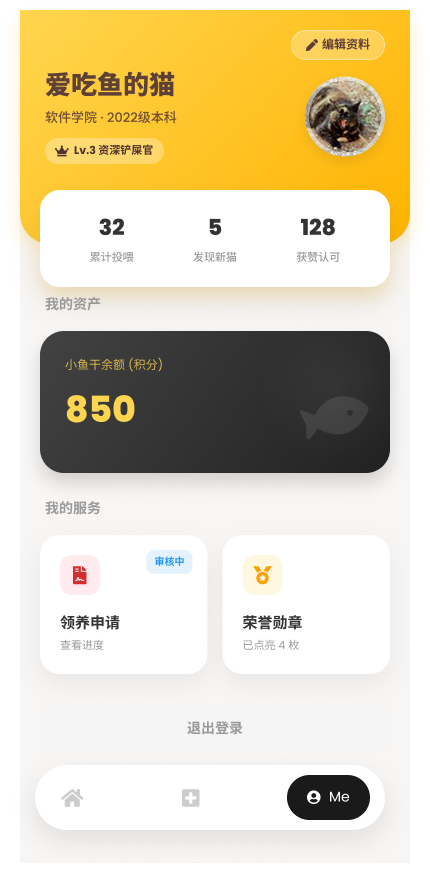 编辑资料
爱吃鱼的猫
软件学院 · 2022级本科
Lv.3 资深铲屎官
32 5 128
累计投喂 发现新猫 获赞认可
我的资产
小鱼干余额 (积分)
850
我的服务
审核中
领养申请 荣誉勋章
查看进度 已点亮 4 枚
退出登录
Me